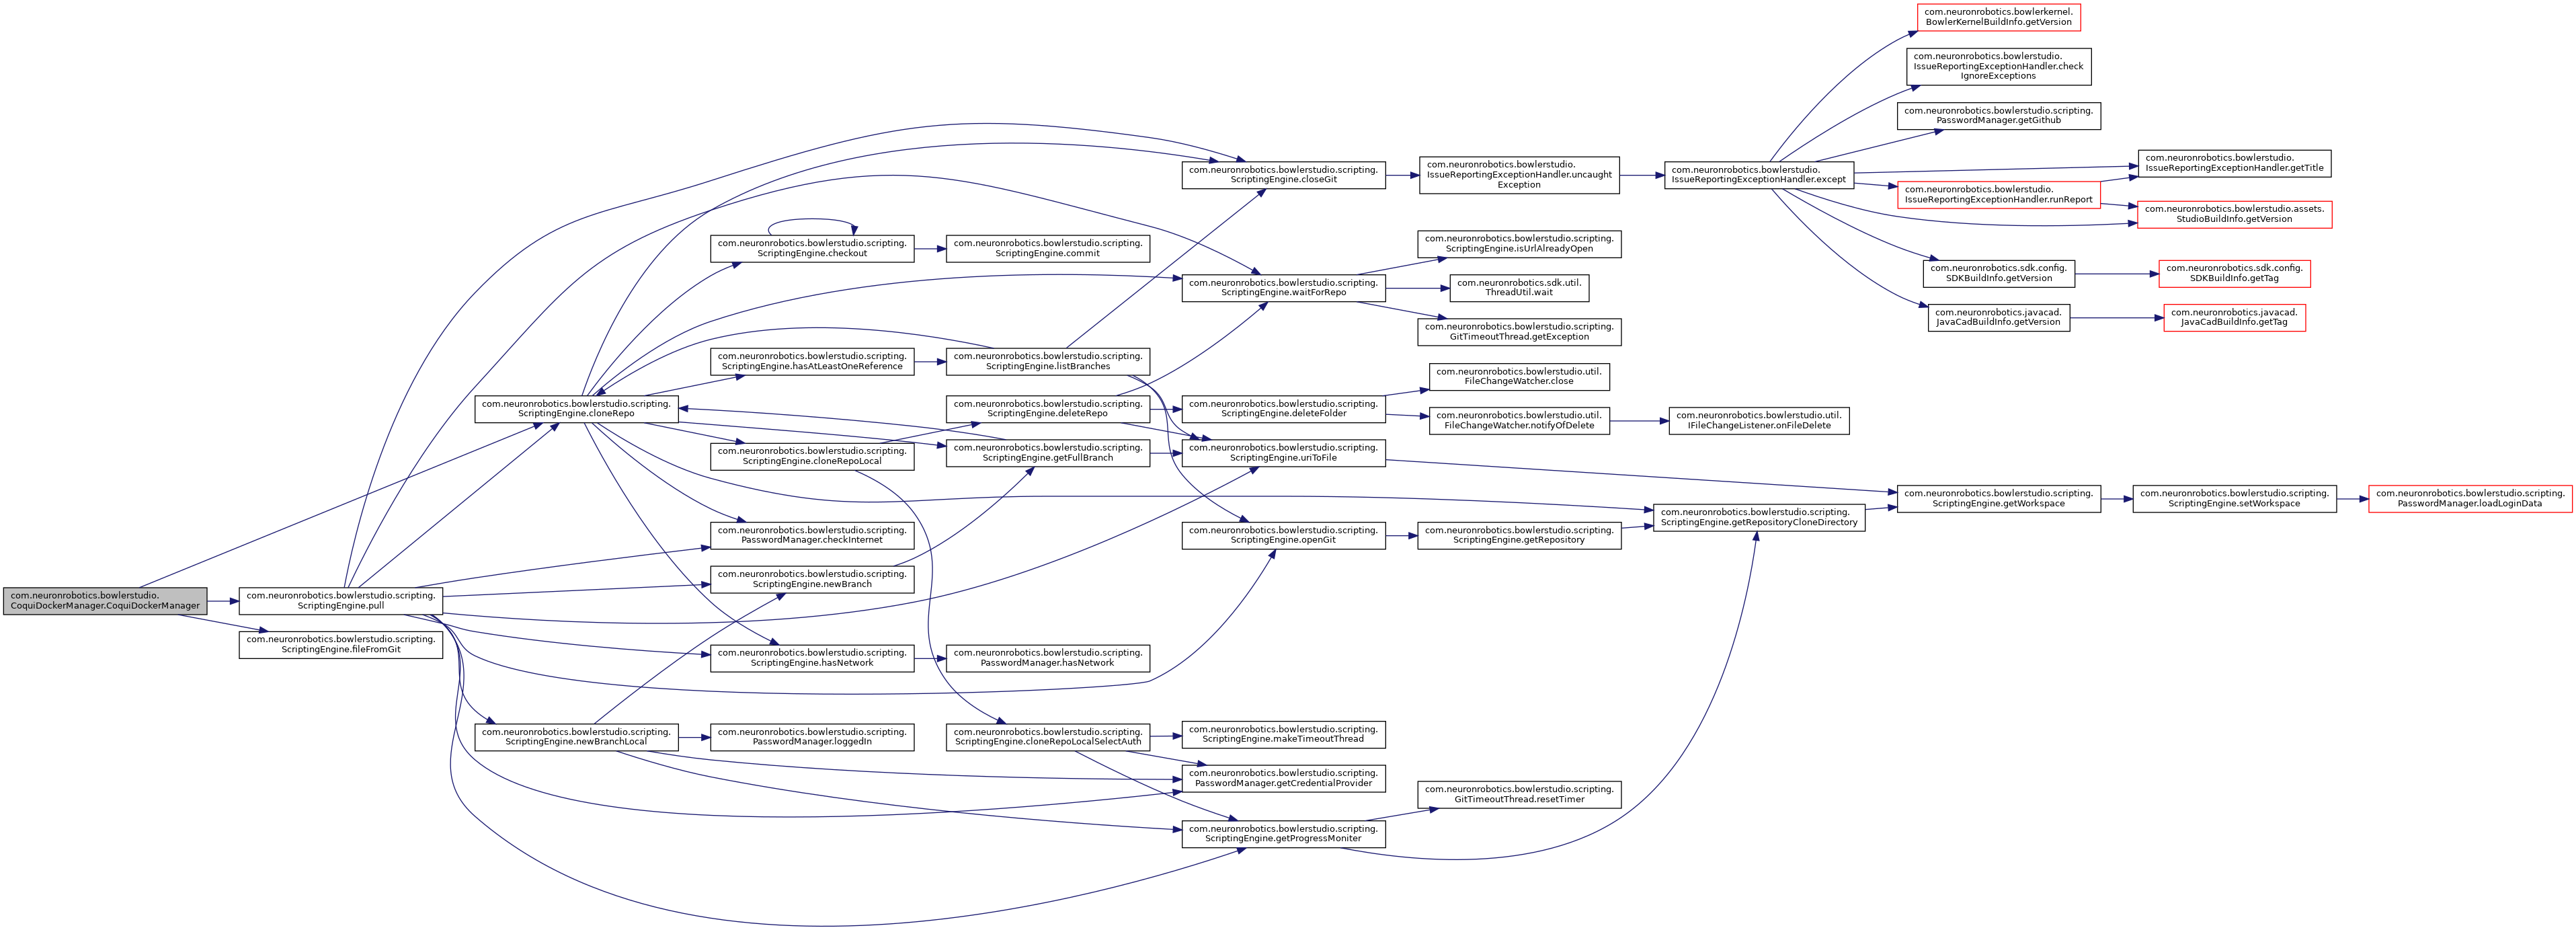 com.neuronrobotics.bowlerstudio.
CoquiDockerManager.CoquiDockerManager
com.neuronrobotics.bowlerstudio.scripting.
ScriptingEngine.pull
com.neuronrobotics.bowlerstudio.scripting.
ScriptingEngine.fileFromGit
com.neuronrobotics.bowlerstudio.scripting.
ScriptingEngine.cloneRepo
com.neuronrobotics.bowlerstudio.scripting.
ScriptingEngine.newBranchLocal
com.neuronrobotics.bowlerstudio.scripting.
ScriptingEngine.checkout
com.neuronrobotics.bowlerstudio.scripting.
ScriptingEngine.hasAtLeastOneReference
com.neuronrobotics.bowlerstudio.scripting.
ScriptingEngine.cloneRepoLocal
com.neuronrobotics.bowlerstudio.scripting.
PasswordManager.checkInternet
com.neuronrobotics.bowlerstudio.scripting.
ScriptingEngine.newBranch
com.neuronrobotics.bowlerstudio.scripting.
ScriptingEngine.hasNetwork
com.neuronrobotics.bowlerstudio.scripting.
PasswordManager.loggedIn
com.neuronrobotics.bowlerstudio.scripting.
ScriptingEngine.commit
com.neuronrobotics.bowlerstudio.scripting.
ScriptingEngine.listBranches
com.neuronrobotics.bowlerstudio.scripting.
ScriptingEngine.deleteRepo
com.neuronrobotics.bowlerstudio.scripting.
ScriptingEngine.getFullBranch
com.neuronrobotics.bowlerstudio.scripting.
PasswordManager.hasNetwork
com.neuronrobotics.bowlerstudio.scripting.
ScriptingEngine.cloneRepoLocalSelectAuth
com.neuronrobotics.bowlerstudio.scripting.
ScriptingEngine.closeGit
com.neuronrobotics.bowlerstudio.scripting.
ScriptingEngine.waitForRepo
com.neuronrobotics.bowlerstudio.scripting.
ScriptingEngine.deleteFolder
com.neuronrobotics.bowlerstudio.scripting.
ScriptingEngine.uriToFile
com.neuronrobotics.bowlerstudio.scripting.
ScriptingEngine.openGit
com.neuronrobotics.bowlerstudio.scripting.
ScriptingEngine.makeTimeoutThread
com.neuronrobotics.bowlerstudio.scripting.
PasswordManager.getCredentialProvider
com.neuronrobotics.bowlerstudio.scripting.
ScriptingEngine.getProgressMoniter
com.neuronrobotics.bowlerstudio.
IssueReportingExceptionHandler.uncaught
Exception
com.neuronrobotics.bowlerstudio.scripting.
ScriptingEngine.isUrlAlreadyOpen
com.neuronrobotics.sdk.util.
ThreadUtil.wait
com.neuronrobotics.bowlerstudio.scripting.
GitTimeoutThread.getException
com.neuronrobotics.bowlerstudio.util.
FileChangeWatcher.close
com.neuronrobotics.bowlerstudio.util.
FileChangeWatcher.notifyOfDelete
com.neuronrobotics.bowlerstudio.scripting.
ScriptingEngine.getRepository
com.neuronrobotics.bowlerstudio.scripting.
GitTimeoutThread.resetTimer
com.neuronrobotics.bowlerstudio.
IssueReportingExceptionHandler.except
com.neuronrobotics.bowlerstudio.util.
IFileChangeListener.onFileDelete
com.neuronrobotics.bowlerstudio.scripting.
ScriptingEngine.getRepositoryCloneDirectory
com.neuronrobotics.bowlerkernel.
BowlerKernelBuildInfo.getVersion
com.neuronrobotics.bowlerstudio.
IssueReportingExceptionHandler.check
IgnoreExceptions
com.neuronrobotics.bowlerstudio.scripting.
PasswordManager.getGithub
com.neuronrobotics.bowlerstudio.
IssueReportingExceptionHandler.runReport
com.neuronrobotics.sdk.config.
SDKBuildInfo.getVersion
com.neuronrobotics.javacad.
JavaCadBuildInfo.getVersion
com.neuronrobotics.bowlerstudio.scripting.
ScriptingEngine.getWorkspace
com.neuronrobotics.bowlerstudio.
IssueReportingExceptionHandler.getTitle
com.neuronrobotics.bowlerstudio.assets.
StudioBuildInfo.getVersion
com.neuronrobotics.sdk.config.
SDKBuildInfo.getTag
com.neuronrobotics.javacad.
JavaCadBuildInfo.getTag
com.neuronrobotics.bowlerstudio.scripting.
ScriptingEngine.setWorkspace
com.neuronrobotics.bowlerstudio.scripting.
PasswordManager.loadLoginData